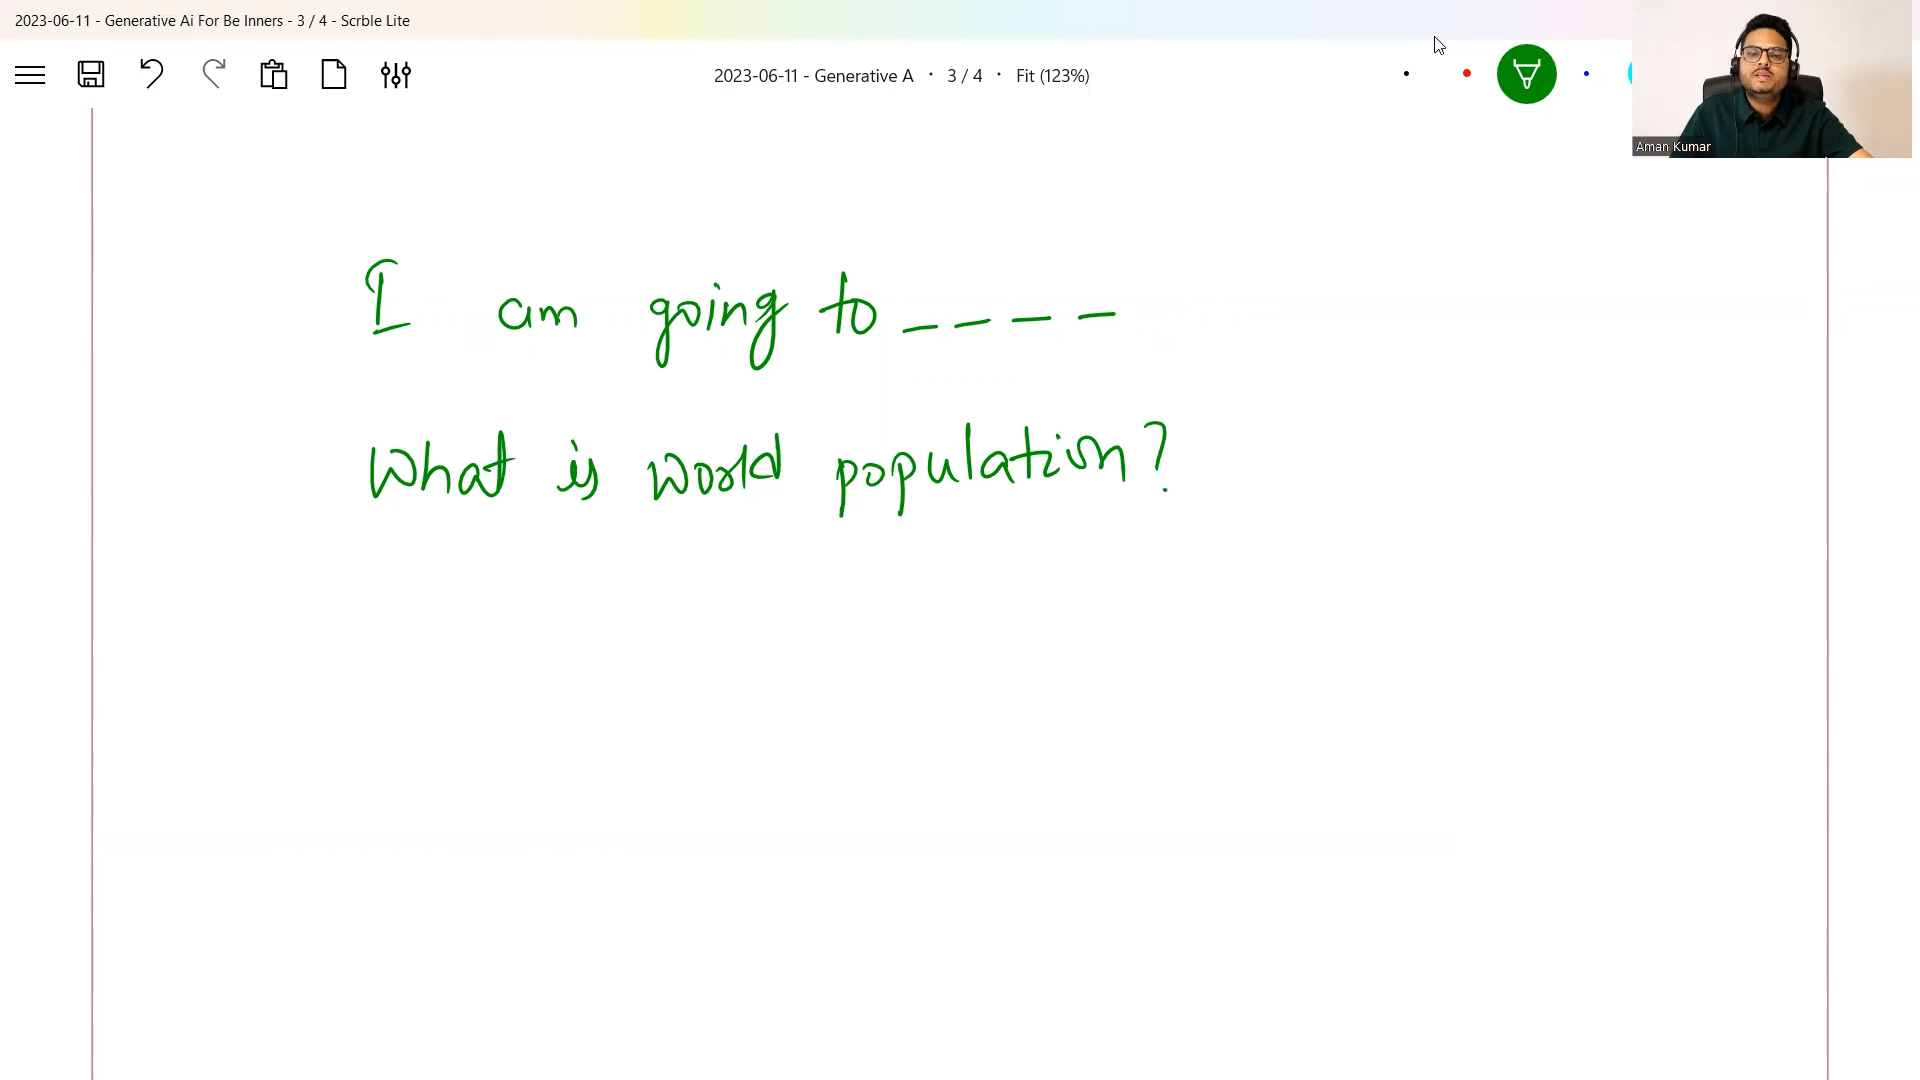 2023-06-11 - Generative Ai For Be Inners - 3 / 4 - Scrble Lite
2023-06-11 - Generative A · 3 / 4 · Fit (123%)
Aman Kumar
I am going to _ _ _ _
What is world population?